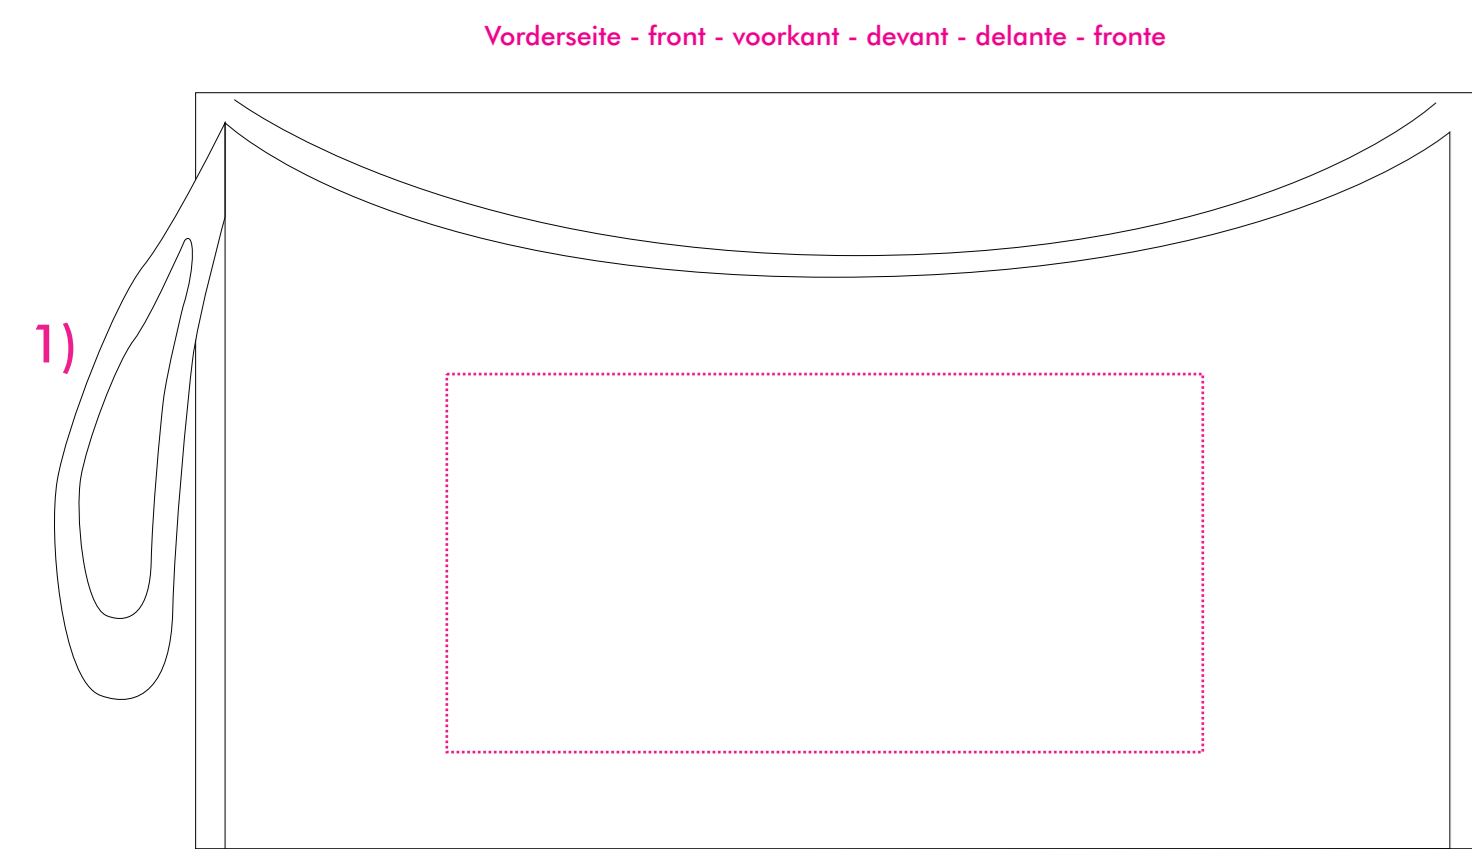 Vorderseite - front - voorkant - devant - delante - fronte
1)